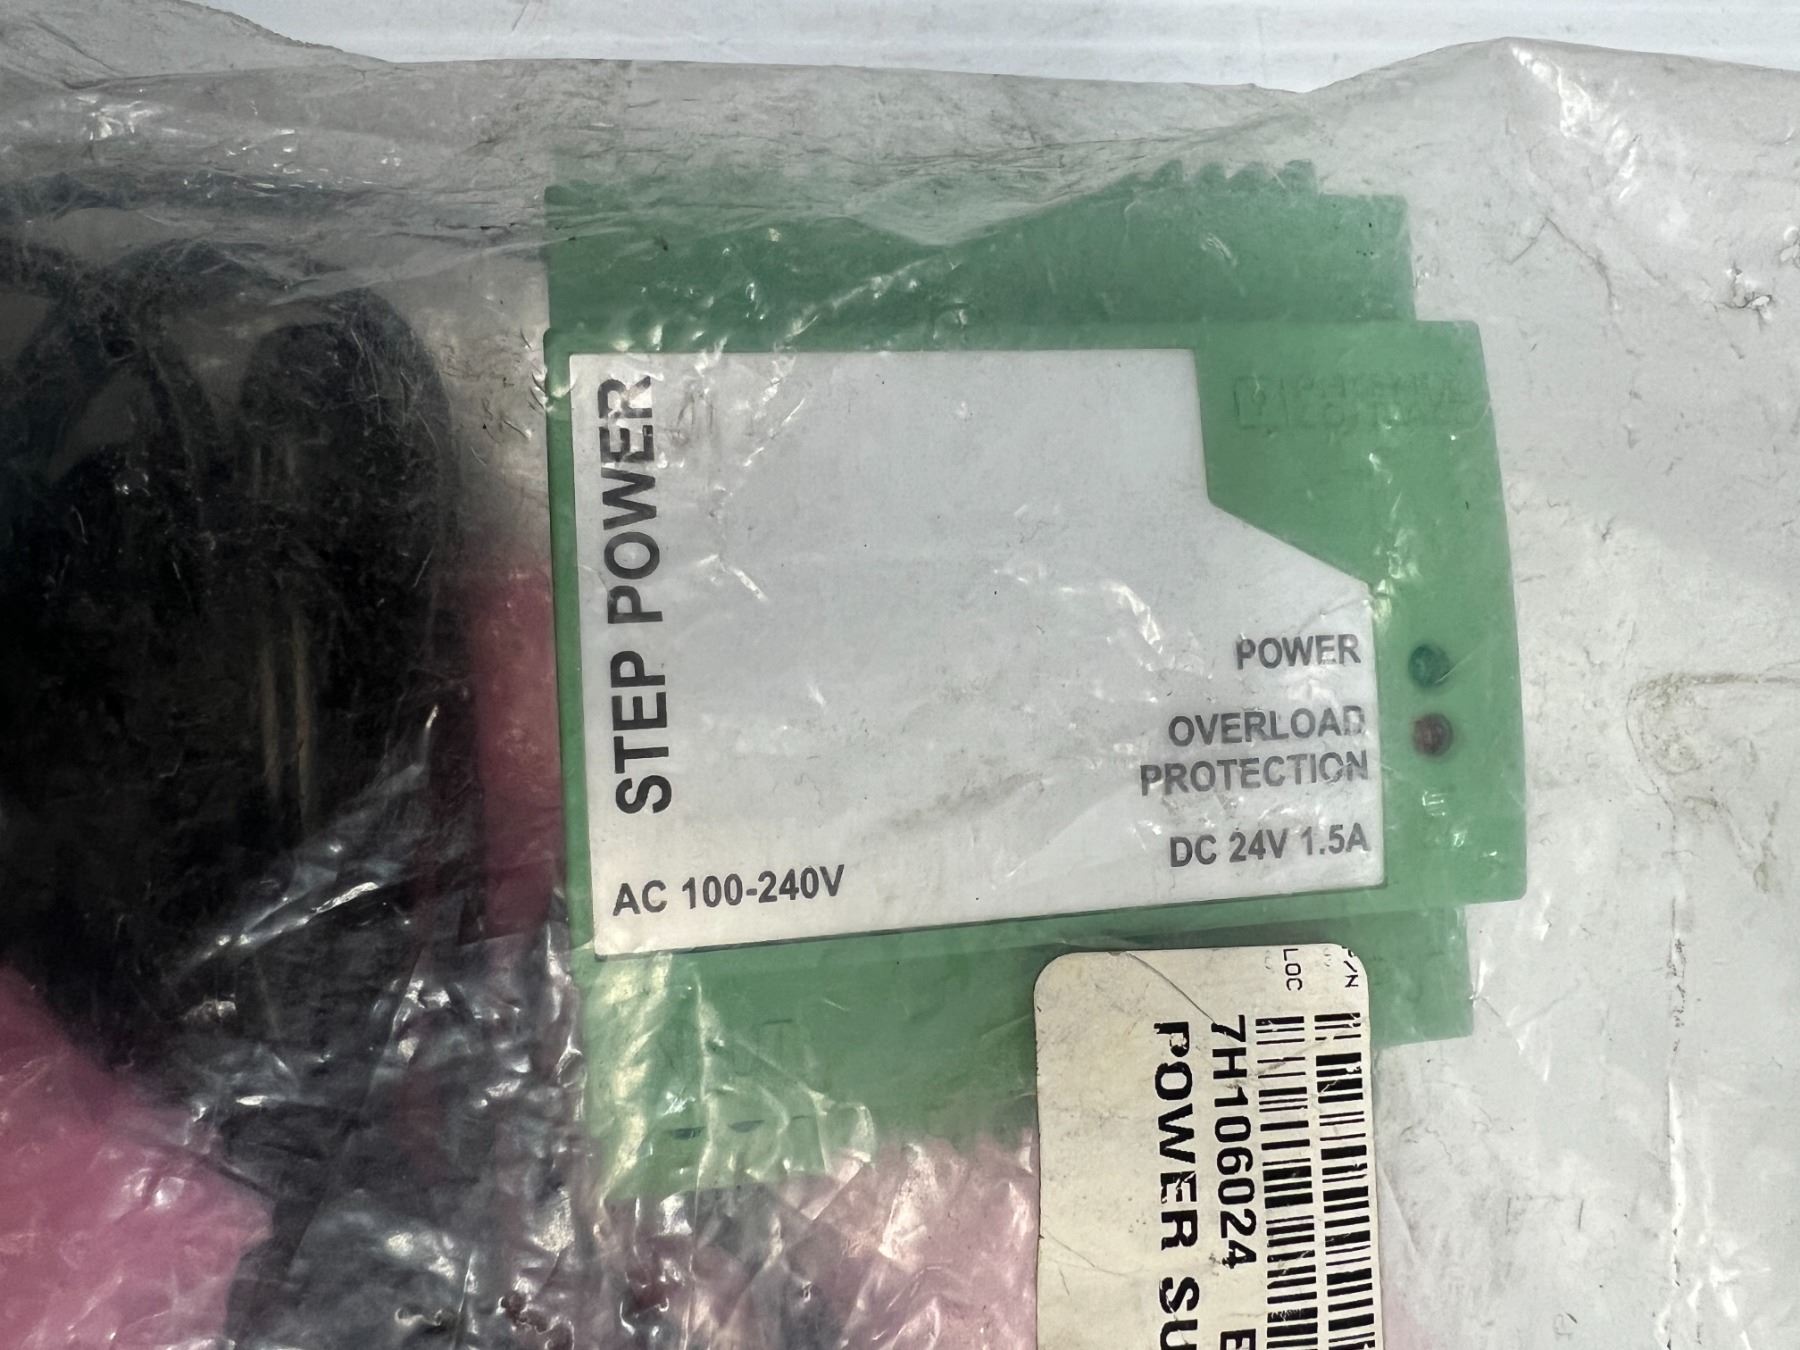 STEP POWER
POWER
OVERLOAD
PROTECTION
DC 24V 1.5A
AC 100-240V
P/N
LOC
7H106024 E
POWER SU